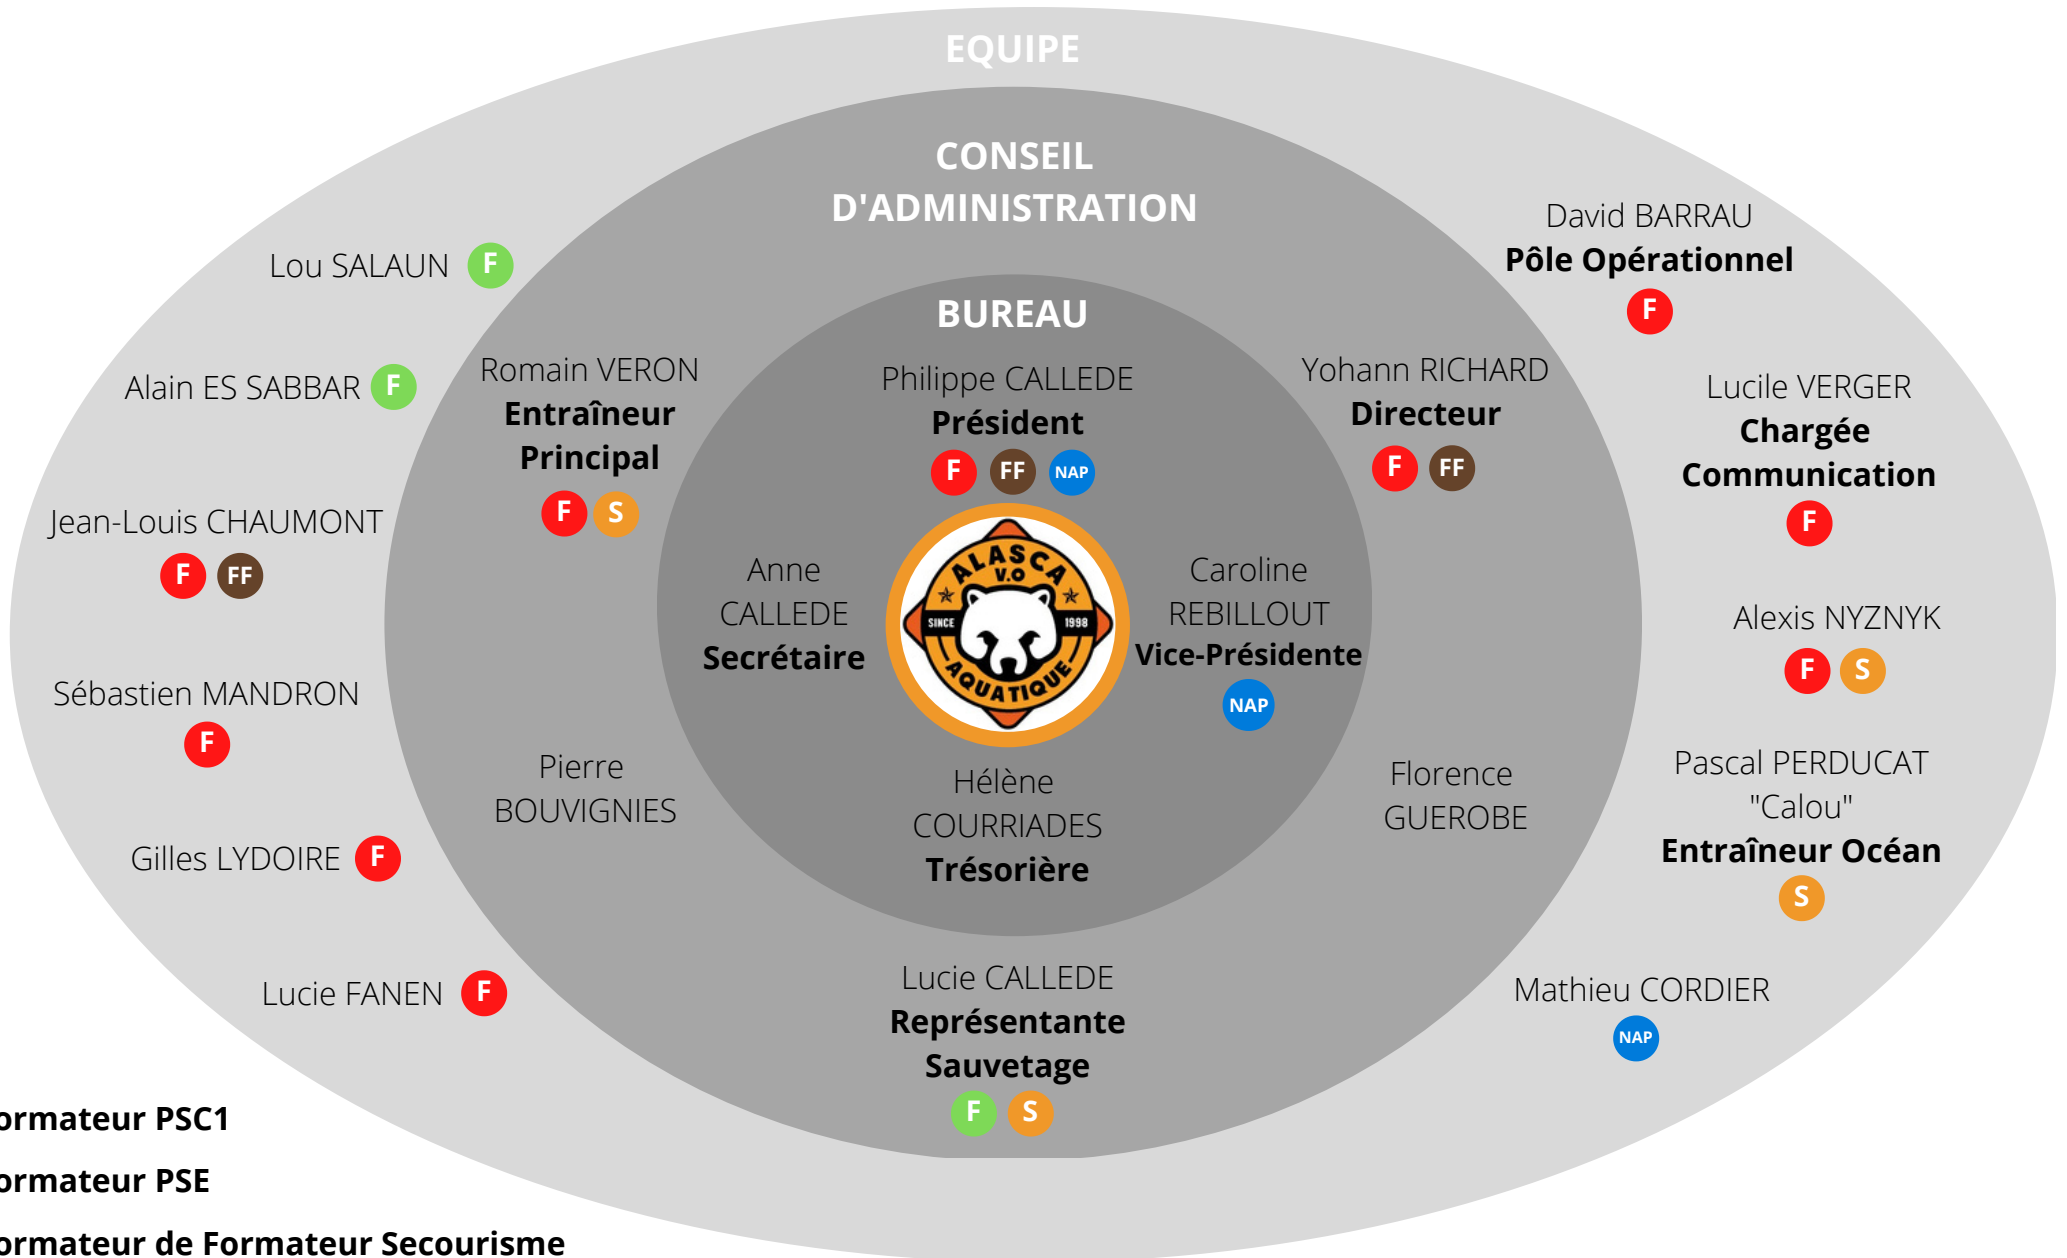 EQUIPE
CONSEIL
D'ADMINISTRATION
BUREAU
Lou SALAUN F
Alain ES SABBAR F
Jean-Louis CHAUMONT
F FF
Sébastien MANDRON
F
Gilles LYDOIRE F
Lucie FANEN F
Romain VERON
Entraîneur
Principal
F S
Pierre
BOUVIGNIES
Philippe CALLEDE
Président
F FF NAP
Anne
CALLEDE
Secrétaire
ALASCA
V.O
SINCE 1998
AQUATIQUE
Caroline
REBILLOUT
Vice-Présidente
NAP
Hélène
COURRIADES
Trésorière
Lucie CALLEDE
Représentante
Sauvetage
F S
Yohann RICHARD
Directeur
F FF
Florence
GUEROBE
David BARRAU
Pôle Opérationnel
F
Lucile VERGER
Chargée
Communication
F
Alexis NYZNYK
F S
Pascal PERDUCAT
"Calou"
Entraîneur Océan
S
Mathieu CORDIER
NAP
ormateur PSC1
ormateur PSE
ormateur de Formateur Secourisme